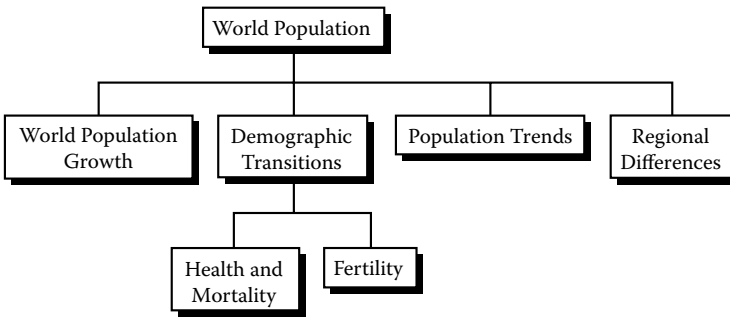 World Population
World Population
Growth
Demographic
Transitions
Population Trends
Regional
Differences
Health and
Mortality
Fertility